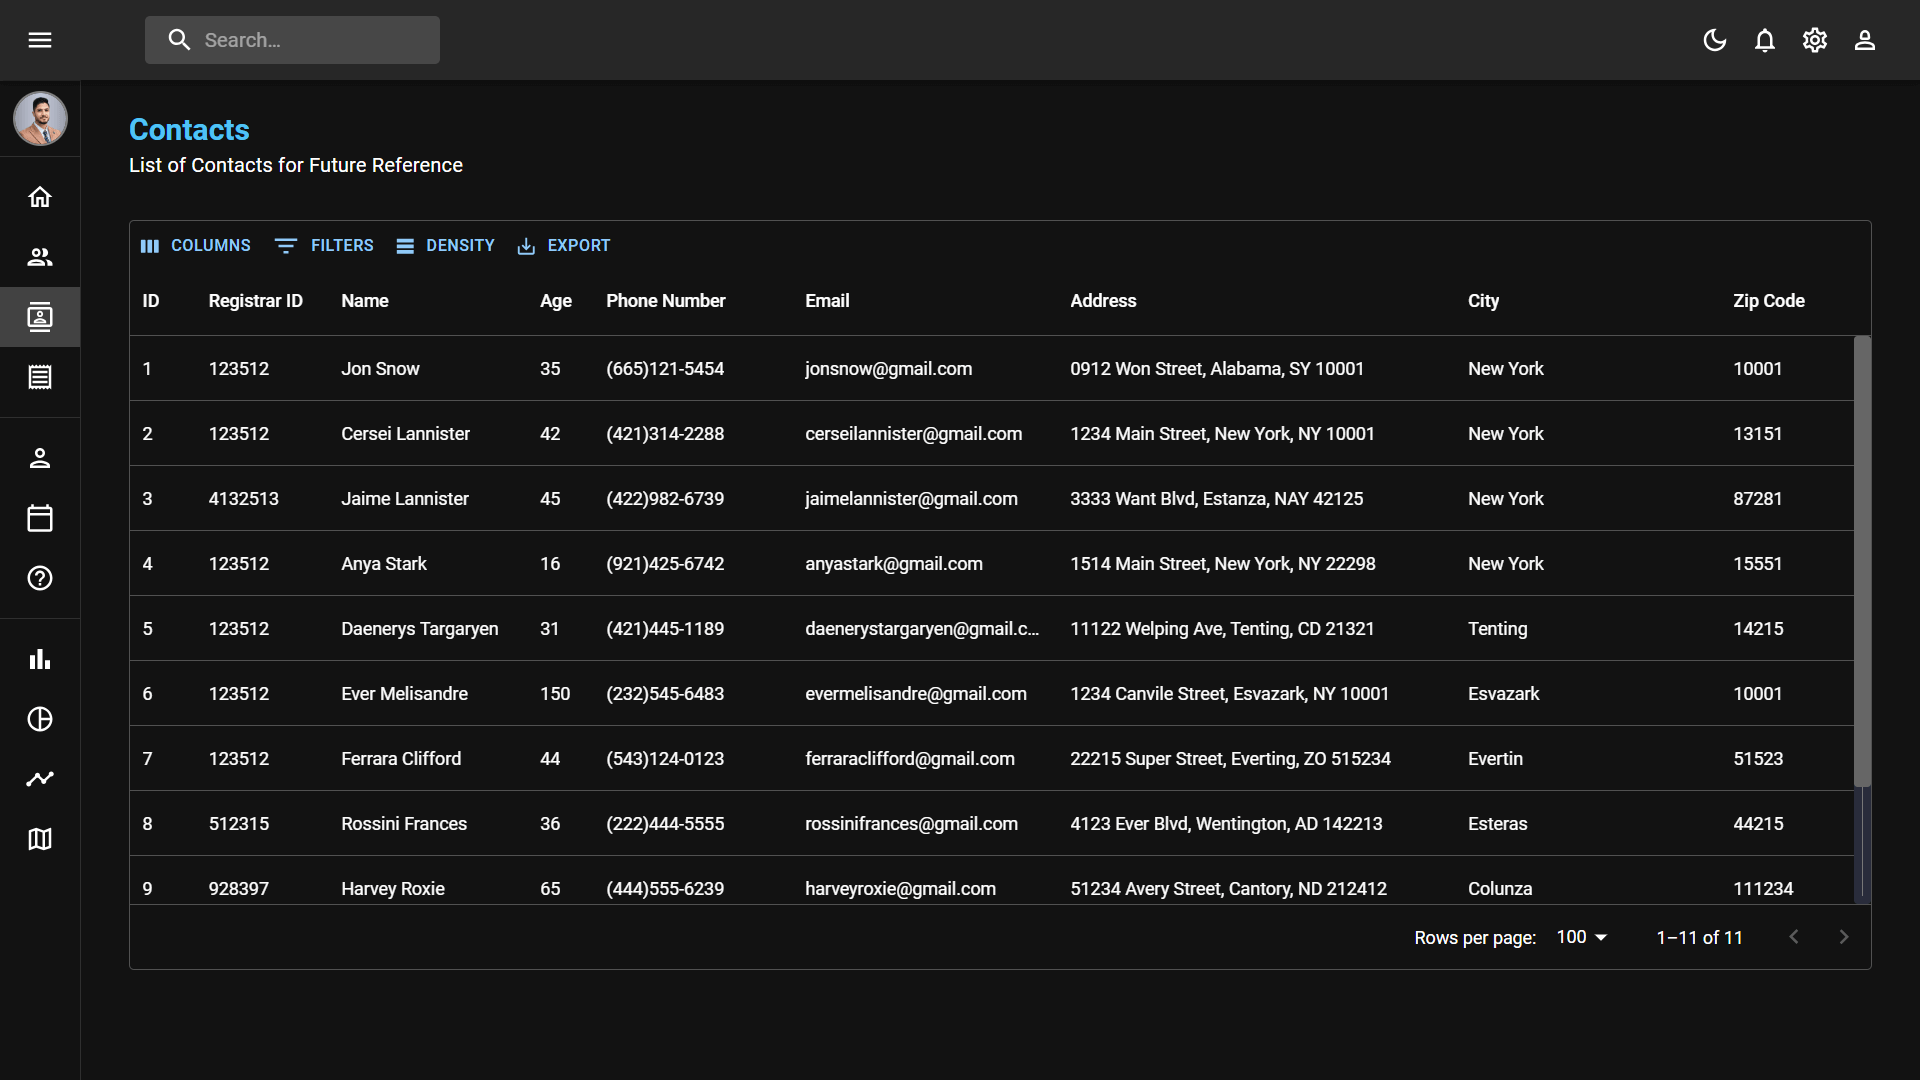 Search...
Contacts
List of Contacts for Future Reference
COLUMNS FILTERS DENSITY EXPORT
ID Registrar ID Name Age Phone Number Email Address City Zip Code
1 123512 Jon Snow 35 (665)121-5454 jonsnow@gmail.com 0912 Won Street, Alabama, SY 10001 New York 10001
2 123512 Cersei Lannister 42 (421)314-2288 cerseilannister@gmail.com 1234 Main Street, New York, NY 10001 New York 13151
3 4132513 Jaime Lannister 45 (422)982-6739 jaimelannister@gmail.com 3333 Want Blvd, Estanza, NAY 42125 New York 87281
4 123512 Anya Stark 16 (921)425-6742 anyastark@gmail.com 1514 Main Street, New York, NY 22298 New York 15551
5 123512 Daenerys Targaryen 31 (421)445-1189 daenerystargaryen@gmail.c... 11122 Welping Ave, Tenting, CD 21321 Tenting 14215
6 123512 Ever Melisandre 150 (232)545-6483 evermelisandre@gmail.com 1234 Canvile Street, Esvazark, NY 10001 Esvazark 10001
7 123512 Ferrara Clifford 44 (543)124-0123 ferraraclifford@gmail.com 22215 Super Street, Everting, ZO 515234 Evertin 51523
8 512315 Rossini Frances 36 (222)444-5555 rossinifrances@gmail.com 4123 Ever Blvd, Wentington, AD 142213 Esteras 44215
9 928397 Harvey Roxie 65 (444)555-6239 harveyroxie@gmail.com 51234 Avery Street, Cantory, ND 212412 Colunza 111234
Rows per page: 100 1–11 of 11